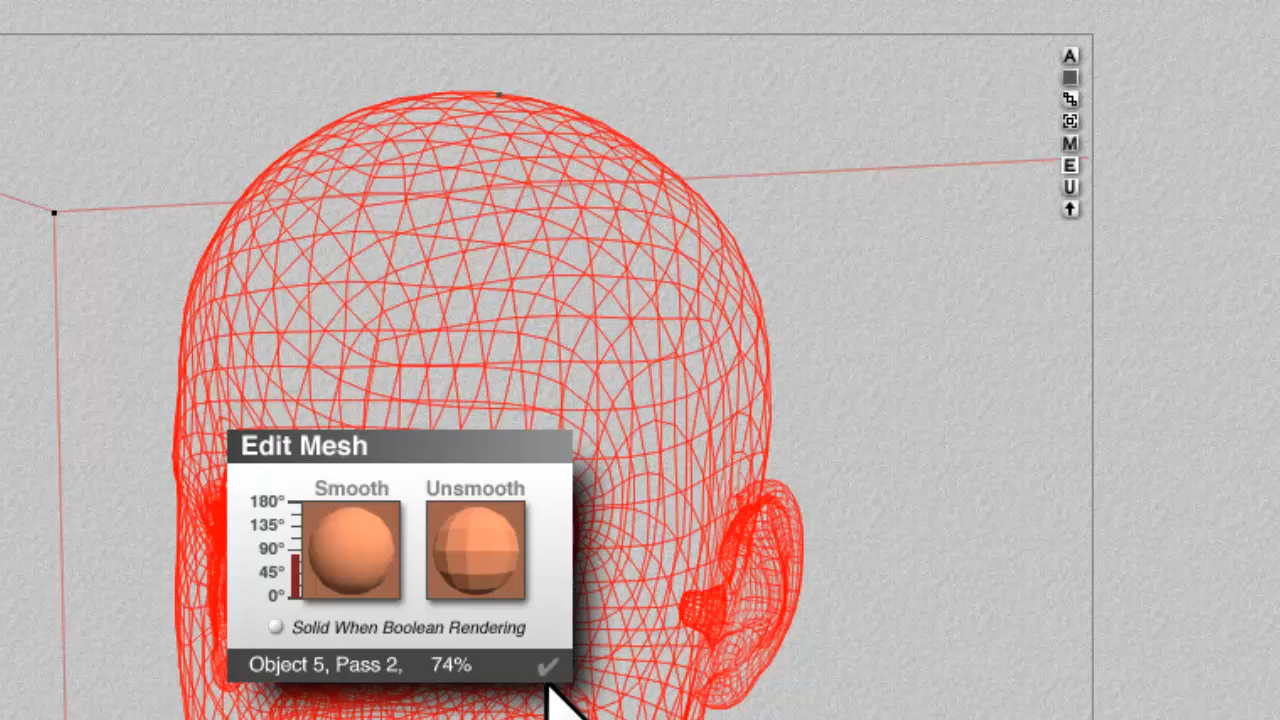 A
M
E
U
Edit Mesh
Smooth Unsmooth
180°
135°
90°
45°
0°
Solid When Boolean Rendering
Object 5, Pass 2, 74%